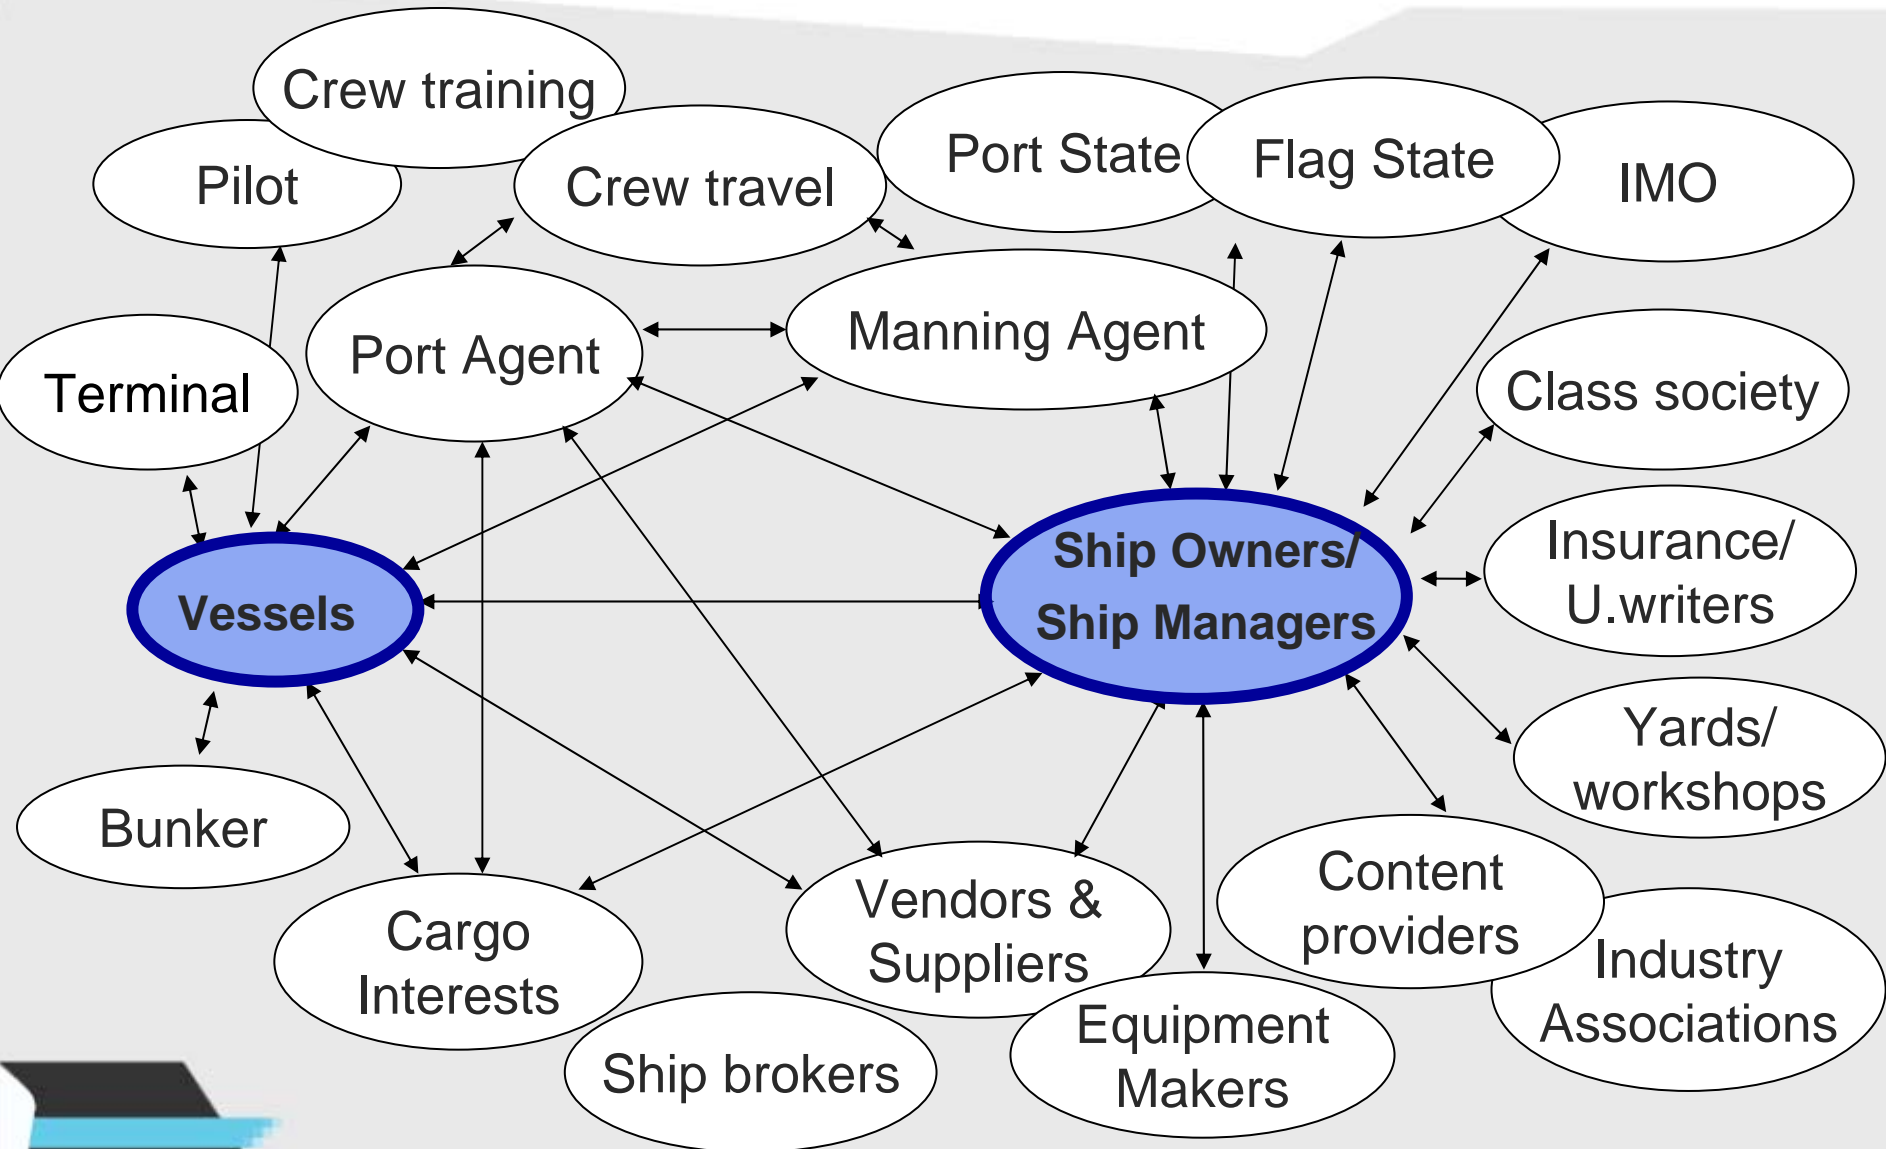 Crew training
Pilot
Crew travel
Port State
Flag State
IMO
Terminal
Port Agent
Manning Agent
Class society
Vessels
Ship Owners/
Ship Managers
Insurance/
U.writers
Yards/
workshops
Bunker
Cargo
Interests
Vendors &
Suppliers
Content
providers
Industry
Associations
Ship brokers
Equipment
Makers